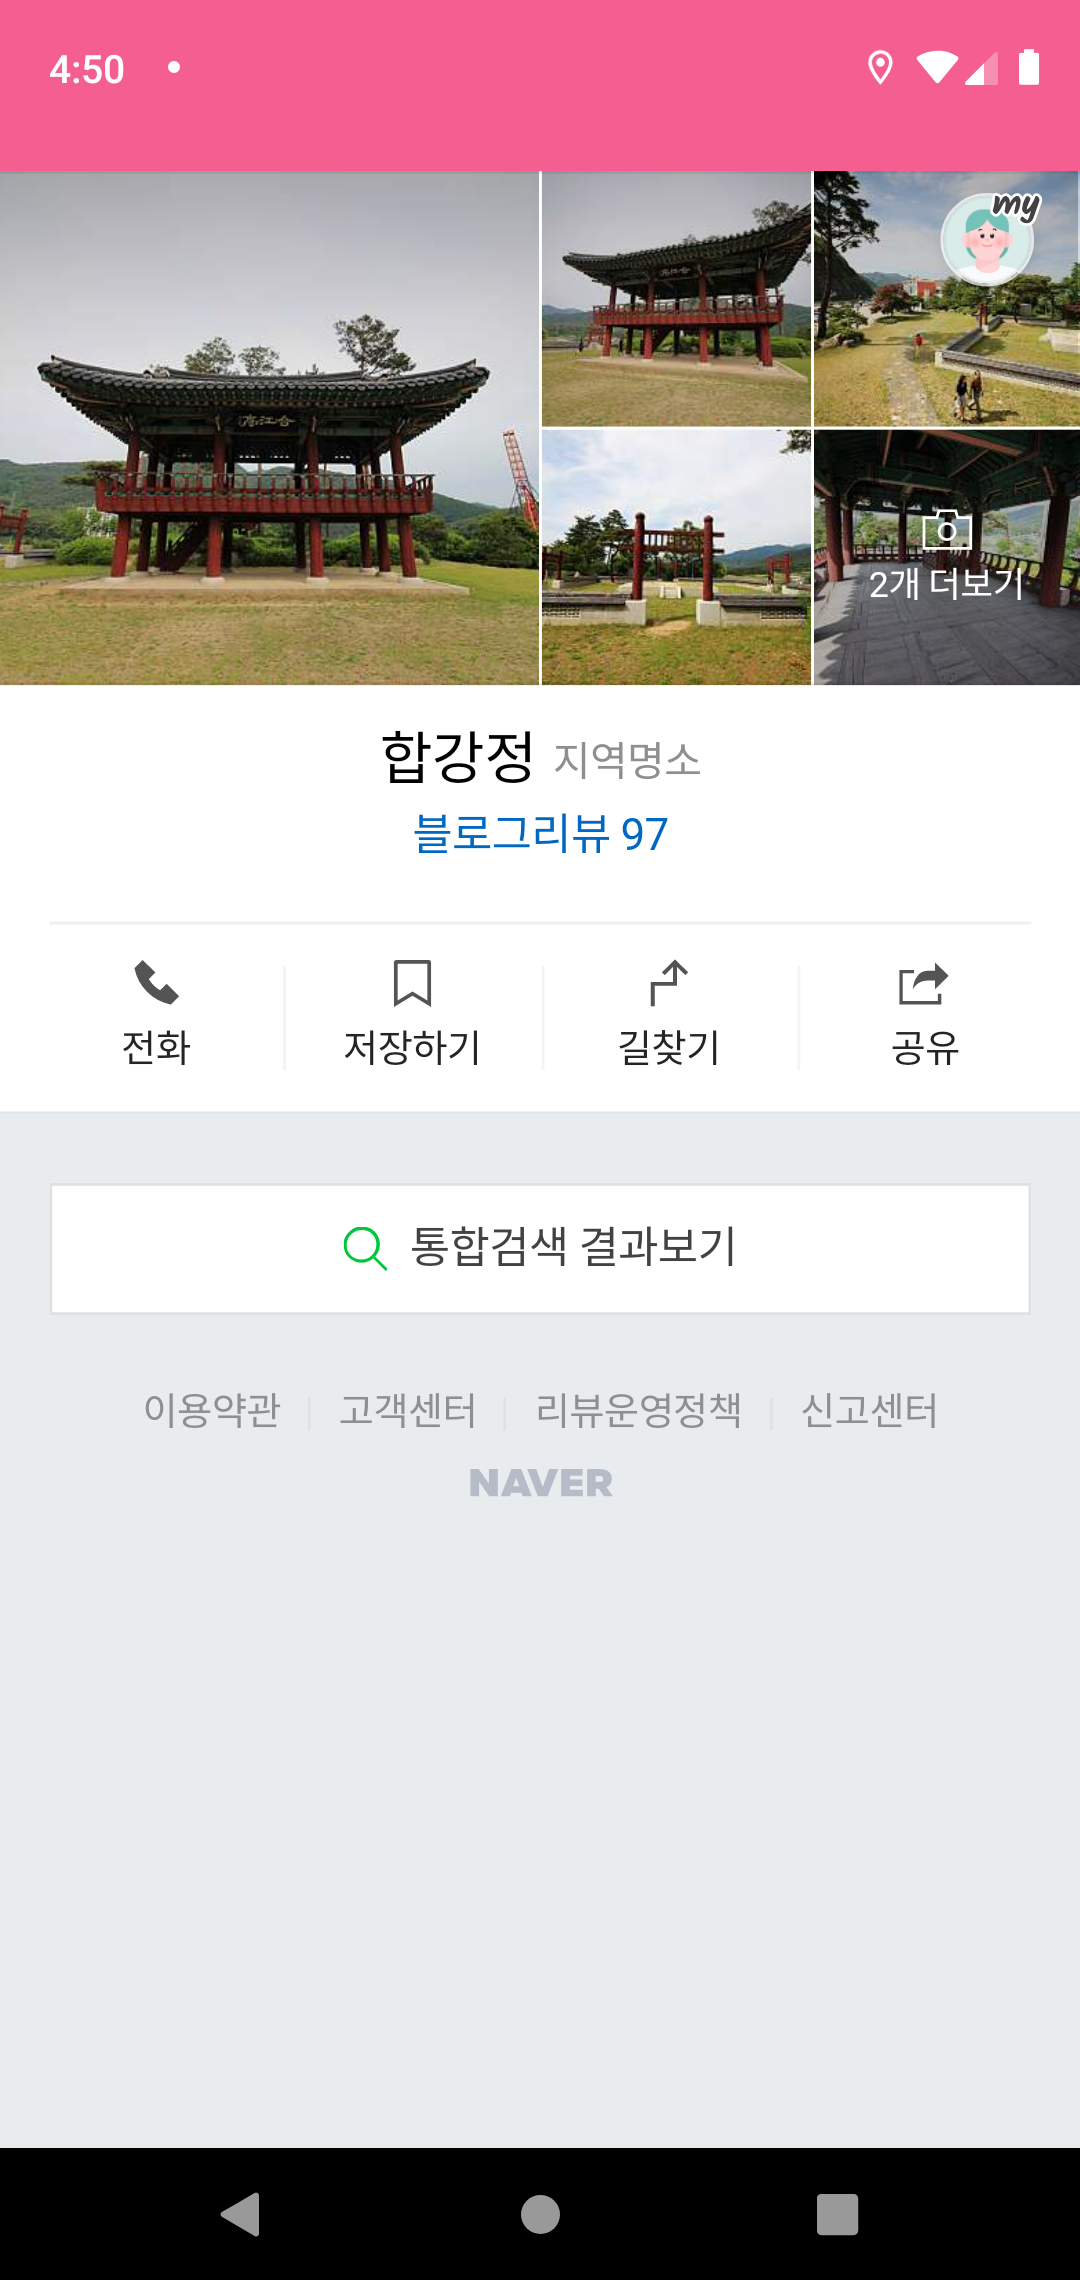 4:50
my
2개 더보기
합강정 지역명소
블로그리뷰 97
전화
저장하기
길찾기
공유
통합검색 결과보기
이용약관
고객센터
리뷰운영정책
신고센터
NAVER